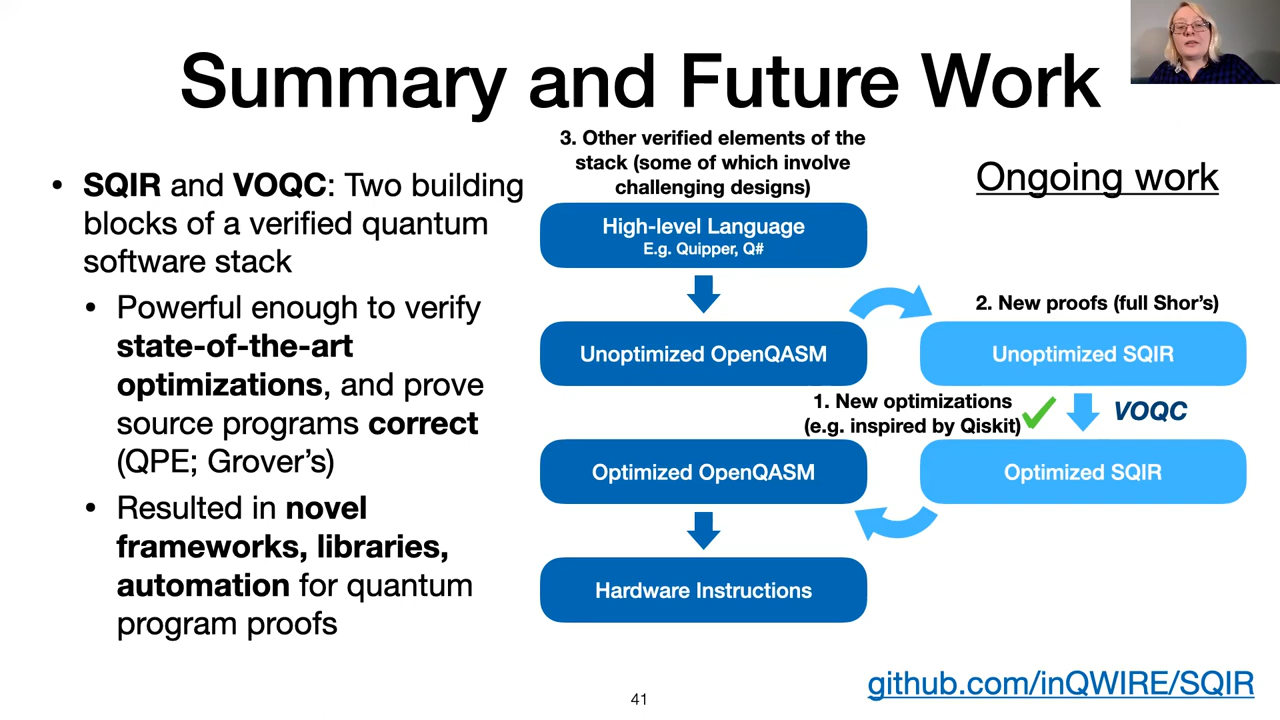 Summary and Future Work
• SQIR and VOQC: Two building
blocks of a verified quantum
software stack
• Powerful enough to verify
state-of-the-art
optimizations, and prove
source programs correct
(QPE; Grover’s)
• Resulted in novel
frameworks, libraries,
automation for quantum
program proofs
3. Other verified elements of the
stack (some of which involve
challenging designs)
High-level Language
E.g. Quipper, Q#
Unoptimized OpenQASM
Optimized OpenQASM
Hardware Instructions
Ongoing work
2. New proofs (full Shor’s)
Unoptimized SQIR
1. New optimizations
(e.g. inspired by Qiskit)
VOQC
Optimized SQIR
github.com/inQWIRE/SQIR
41